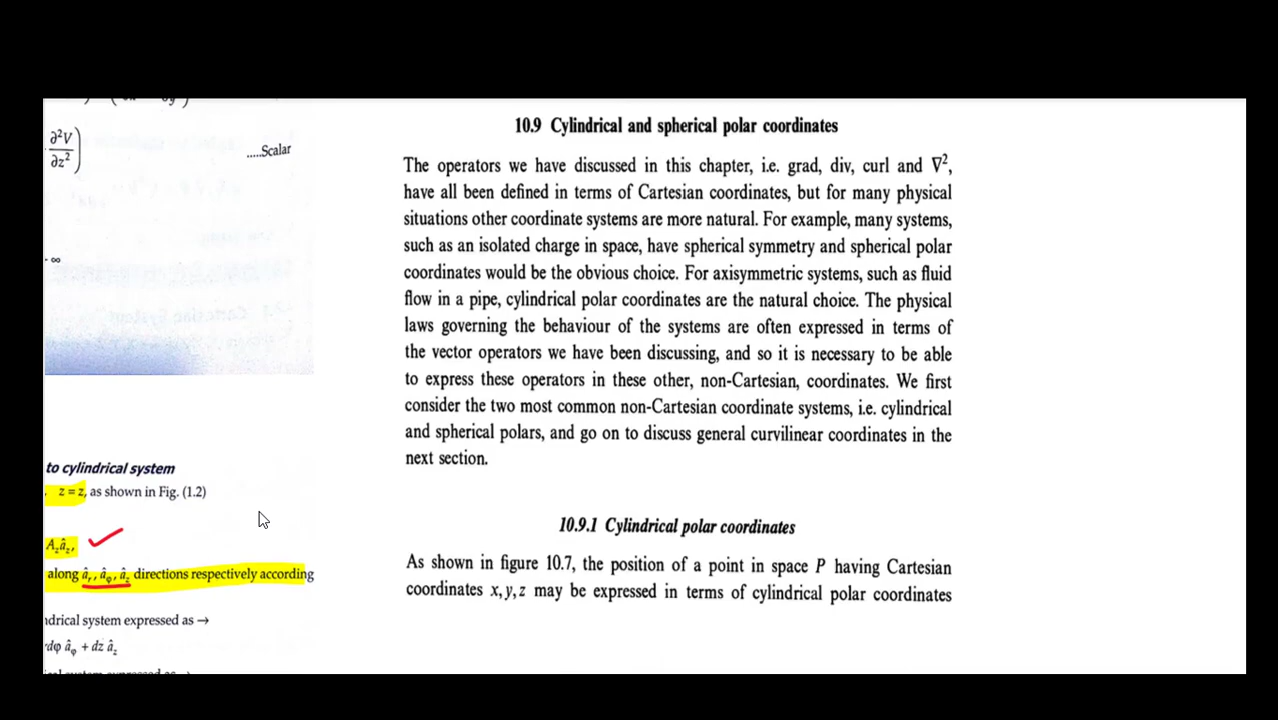 ∂²V
∂z²
.....Scalar
- ∞
to cylindrical system
. z = z, as shown in Fig. (1.2)
A_z â_z,
along â_r, â_φ, â_z directions respectively according
ndrical system expressed as →
dφ â_φ + dz â_z
10.9 Cylindrical and spherical polar coordinates
The operators we have discussed in this chapter, i.e. grad, div, curl and ∇²,
have all been defined in terms of Cartesian coordinates, but for many physical
situations other coordinate systems are more natural. For example, many systems,
such as an isolated charge in space, have spherical symmetry and spherical polar
coordinates would be the obvious choice. For axisymmetric systems, such as fluid
flow in a pipe, cylindrical polar coordinates are the natural choice. The physical
laws governing the behaviour of the systems are often expressed in terms of
the vector operators we have been discussing, and so it is necessary to be able
to express these operators in these other, non-Cartesian, coordinates. We first
consider the two most common non-Cartesian coordinate systems, i.e. cylindrical
and spherical polars, and go on to discuss general curvilinear coordinates in the
next section.
10.9.1 Cylindrical polar coordinates
As shown in figure 10.7, the position of a point in space P having Cartesian
coordinates x, y, z may be expressed in terms of cylindrical polar coordinates